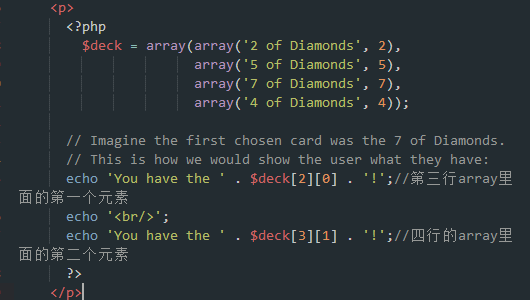 <p>
<?php
$deck = array(array('2 of Diamonds', 2),
array('5 of Diamonds', 5),
array('7 of Diamonds', 7),
array('4 of Diamonds', 4));
// Imagine the first chosen card was the 7 of Diamonds.
// This is how we would show the user what they have:
echo 'You have the ' . $deck[2][0] . '!';//第三行array里
面的第一个元素
echo '<br/>';
echo 'You have the ' . $deck[3][1] . '!';//四行的array里
面的第二个元素
?>
</p>